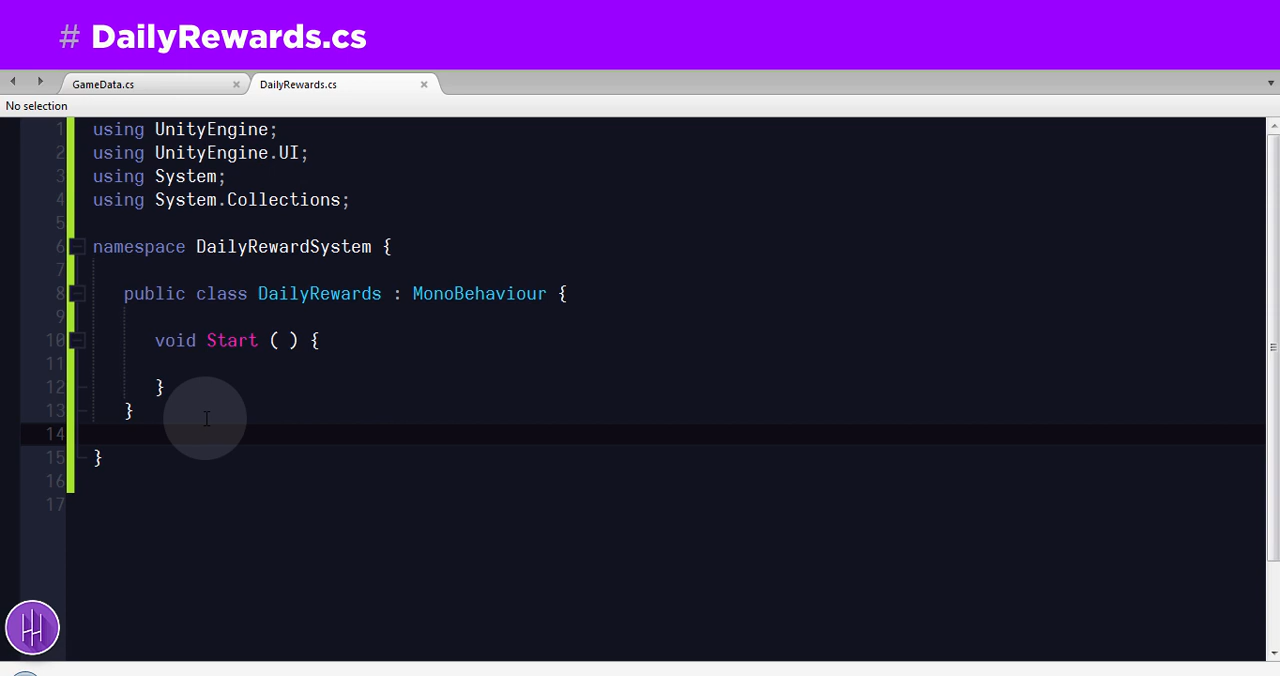 # DailyRewards.cs
GameData.cs × DailyRewards.cs ×
No selection
1 using UnityEngine;
2 using UnityEngine.UI;
3 using System;
4 using System.Collections;
5
6 namespace DailyRewardSystem {
7
8 public class DailyRewards : MonoBehaviour {
9
10 void Start ( ) {
11
12 }
13 }
14
15 }
16
17